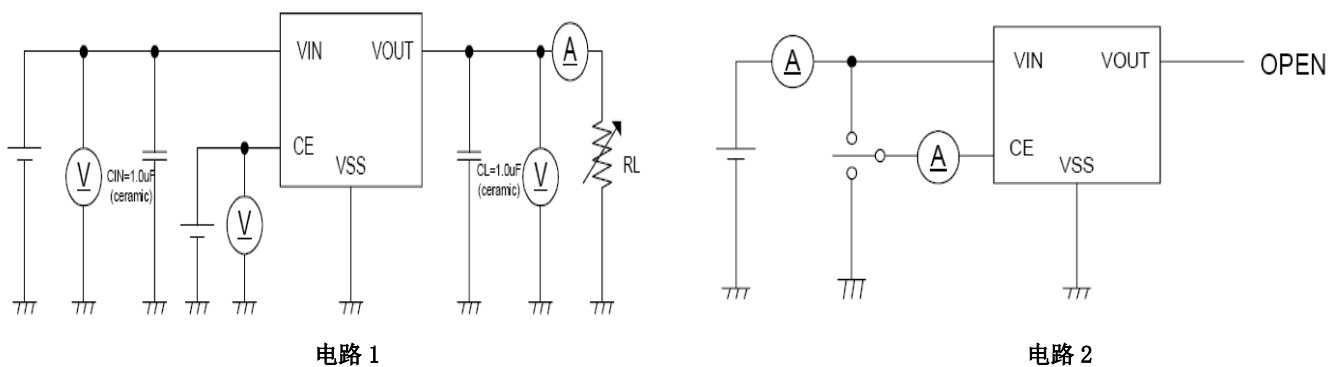 VIN
VOUT
CE
VSS
V
CIN=1.0uF
(ceramic)
V
CL=1.0uF
(ceramic)
V
A
RL
电路 1
A
VIN
VOUT
OPEN
A
CE
VSS
电路 2